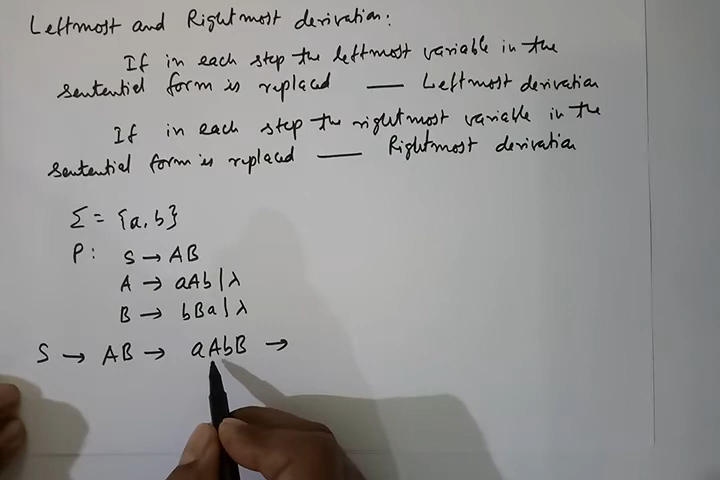 Leftmost and Rightmost derivation:
If in each step the leftmost variable in the
sentential form is replaced — Leftmost derivation
If in each step the rightmost variable in the
sentential form is replaced — Rightmost derivation
Σ = {a, b}
P: S → AB
A → aAb | λ
B → bBa | λ
S → AB → aAbB →